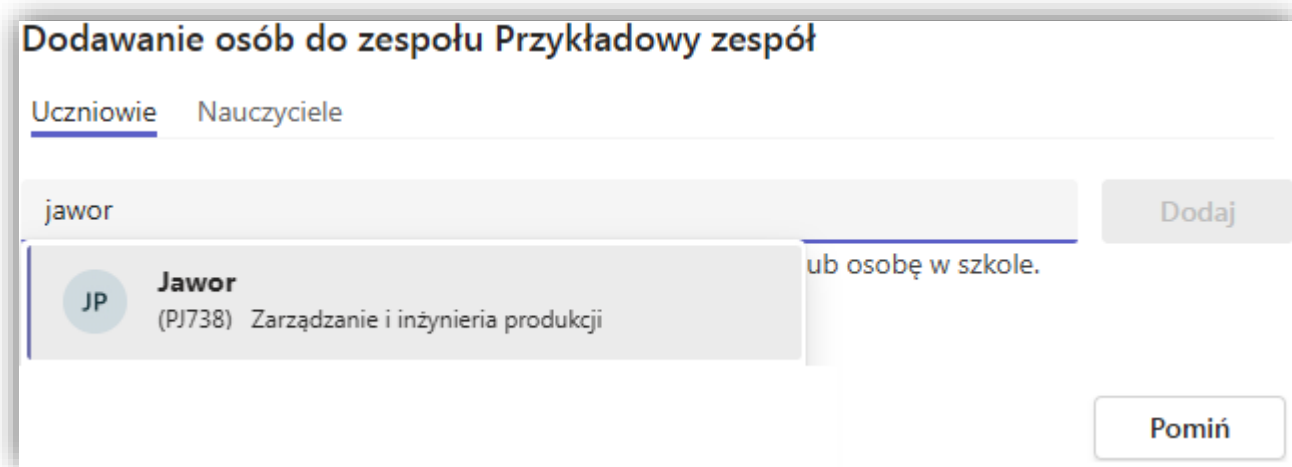 Dodawanie osób do zespołu Przykładowy zespół
Uczniowie Nauczyciele
jawor Dodaj
ub osobę w szkole.
JP Jawor
(PJ738) Zarządzanie i inżynieria produkcji
Pomiń